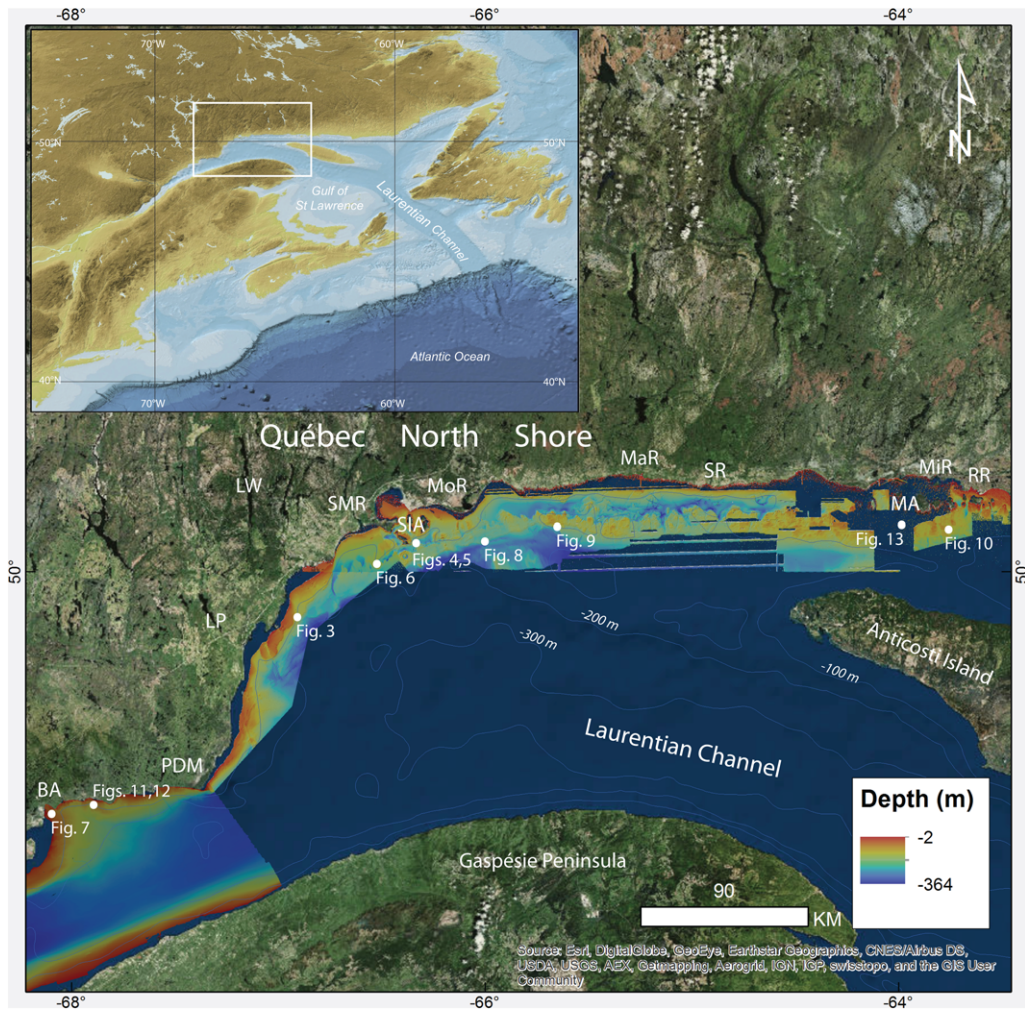 -68°
-66°
-64°
70°W
60°W
50°N
50°N
Gulf of
St Lawrence
Laurentian Channel
Atlantic Ocean
40°N
40°N
70°W
60°W
N
Québec North Shore
MaR
SR
MiR
RR
LW
SMR
MoR
SIA
MA
Figs. 4,5
Fig. 8
Fig. 9
Fig. 13
Fig. 10
Fig. 6
50°
50°
LP
Fig. 3
-200 m
-300 m
-100 m
Anticosti Island
Laurentian Channel
PDM
BA
Figs. 11,12
Fig. 7
Depth (m)
-2
-364
Gaspésie Peninsula
90
KM
Source: Esri, DigitalGlobe, GeoEye, Earthstar Geographics, CNES/Airbus DS,
USDA, USGS, AEX, Getmapping, Aerogrid, IGN, IGP, swisstopo, and the GIS User
Community
-68°
-66°
-64°